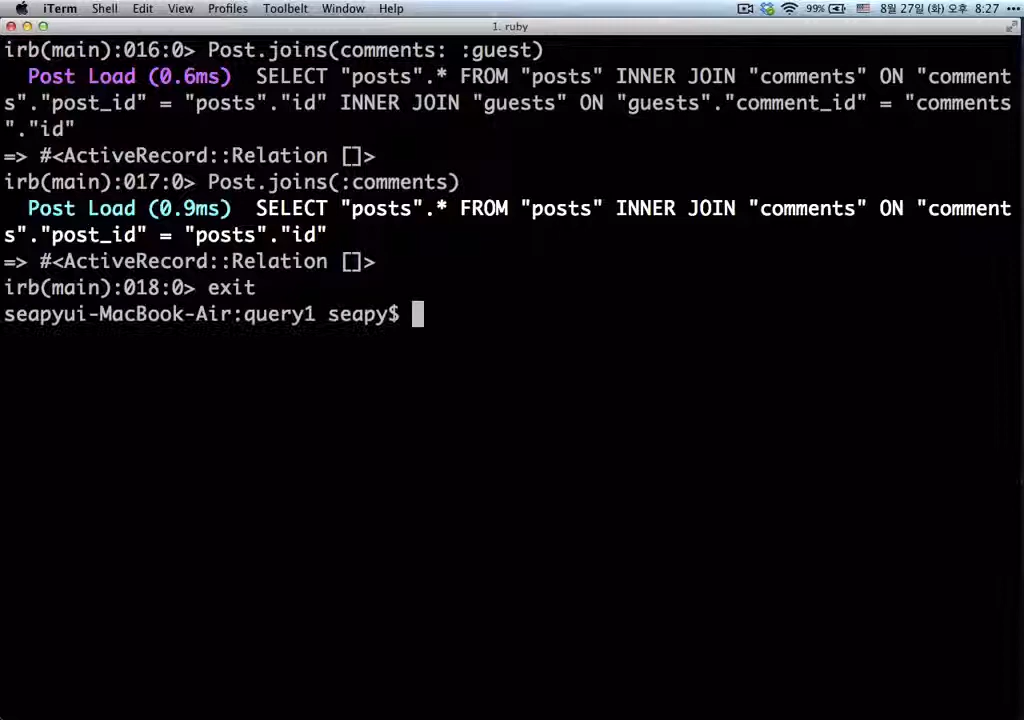 iTerm Shell Edit View Profiles Toolbelt Window Help 99% 8월 27일 (화) 오후 8:27
1. ruby
irb(main):016:0> Post.joins(comments: :guest)
  Post Load (0.6ms)  SELECT "posts".* FROM "posts" INNER JOIN "comments" ON "comment
s"."post_id" = "posts"."id" INNER JOIN "guests" ON "guests"."comment_id" = "comments
"."id"
=> #<ActiveRecord::Relation []>
irb(main):017:0> Post.joins(:comments)
  Post Load (0.9ms)  SELECT "posts".* FROM "posts" INNER JOIN "comments" ON "comment
s"."post_id" = "posts"."id"
=> #<ActiveRecord::Relation []>
irb(main):018:0> exit
seapyui-MacBook-Air:query1 seapy$